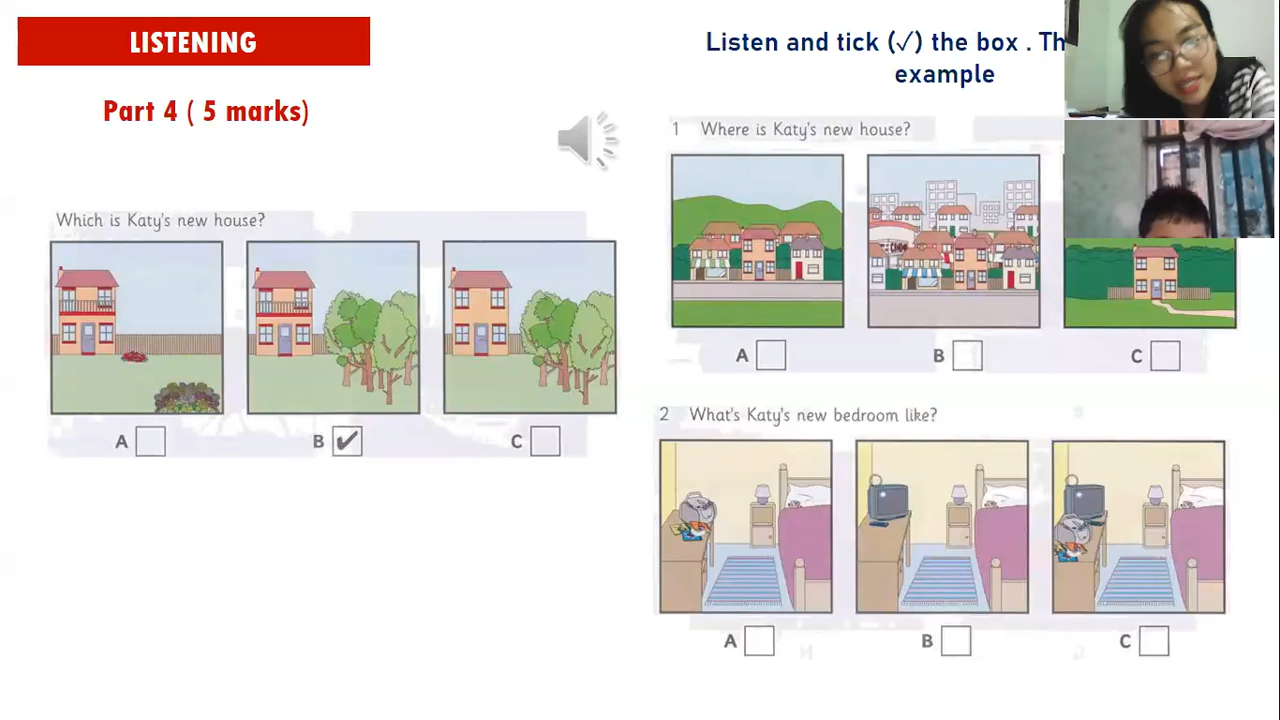 LISTENING
Part 4 ( 5 marks)
Listen and tick (✓) the box . Th
example
Which is Katy's new house?
A
B ✔
C
1 Where is Katy's new house?
A
B
C
2 What's Katy's new bedroom like?
A
B
C